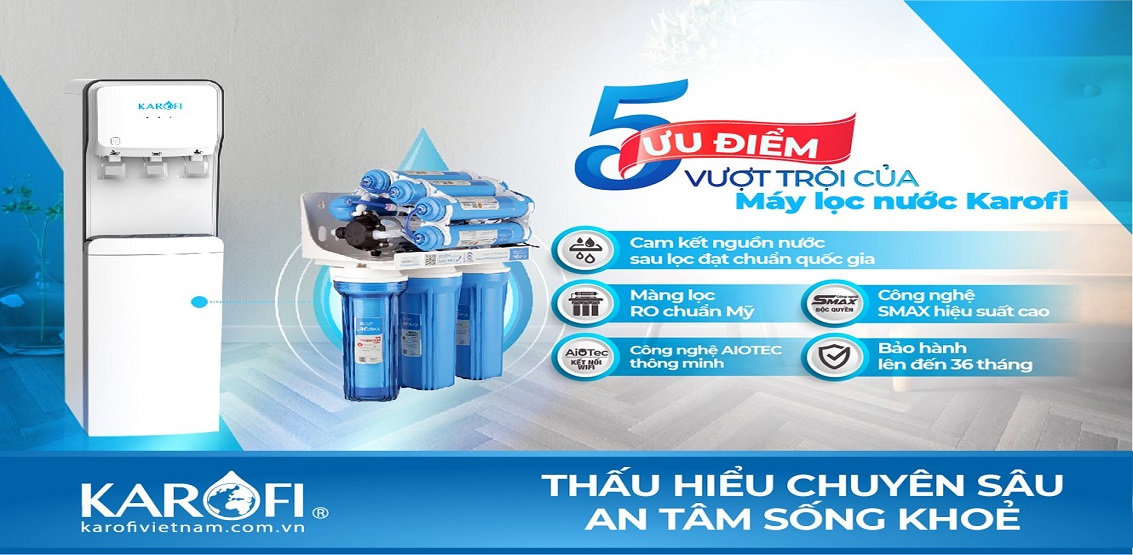 KAROFI
5 ƯU ĐIỂM
VƯỢT TRỘI CỦA
Máy lọc nước Karofi
Cam kết nguồn nước
sau lọc đạt chuẩn quốc gia
Màng lọc
RO chuẩn Mỹ
SMAX
ĐỘC QUYỀN
Công nghệ
SMAX hiệu suất cao
AiOTec
KẾT NỐI
WIFI
Công nghệ AIOTEC
thông minh
Bảo hành
lên đến 36 tháng
KAROFI®
karofivietnam.com.vn
THẤU HIỂU CHUYÊN SÂU
AN TÂM SỐNG KHOẺ